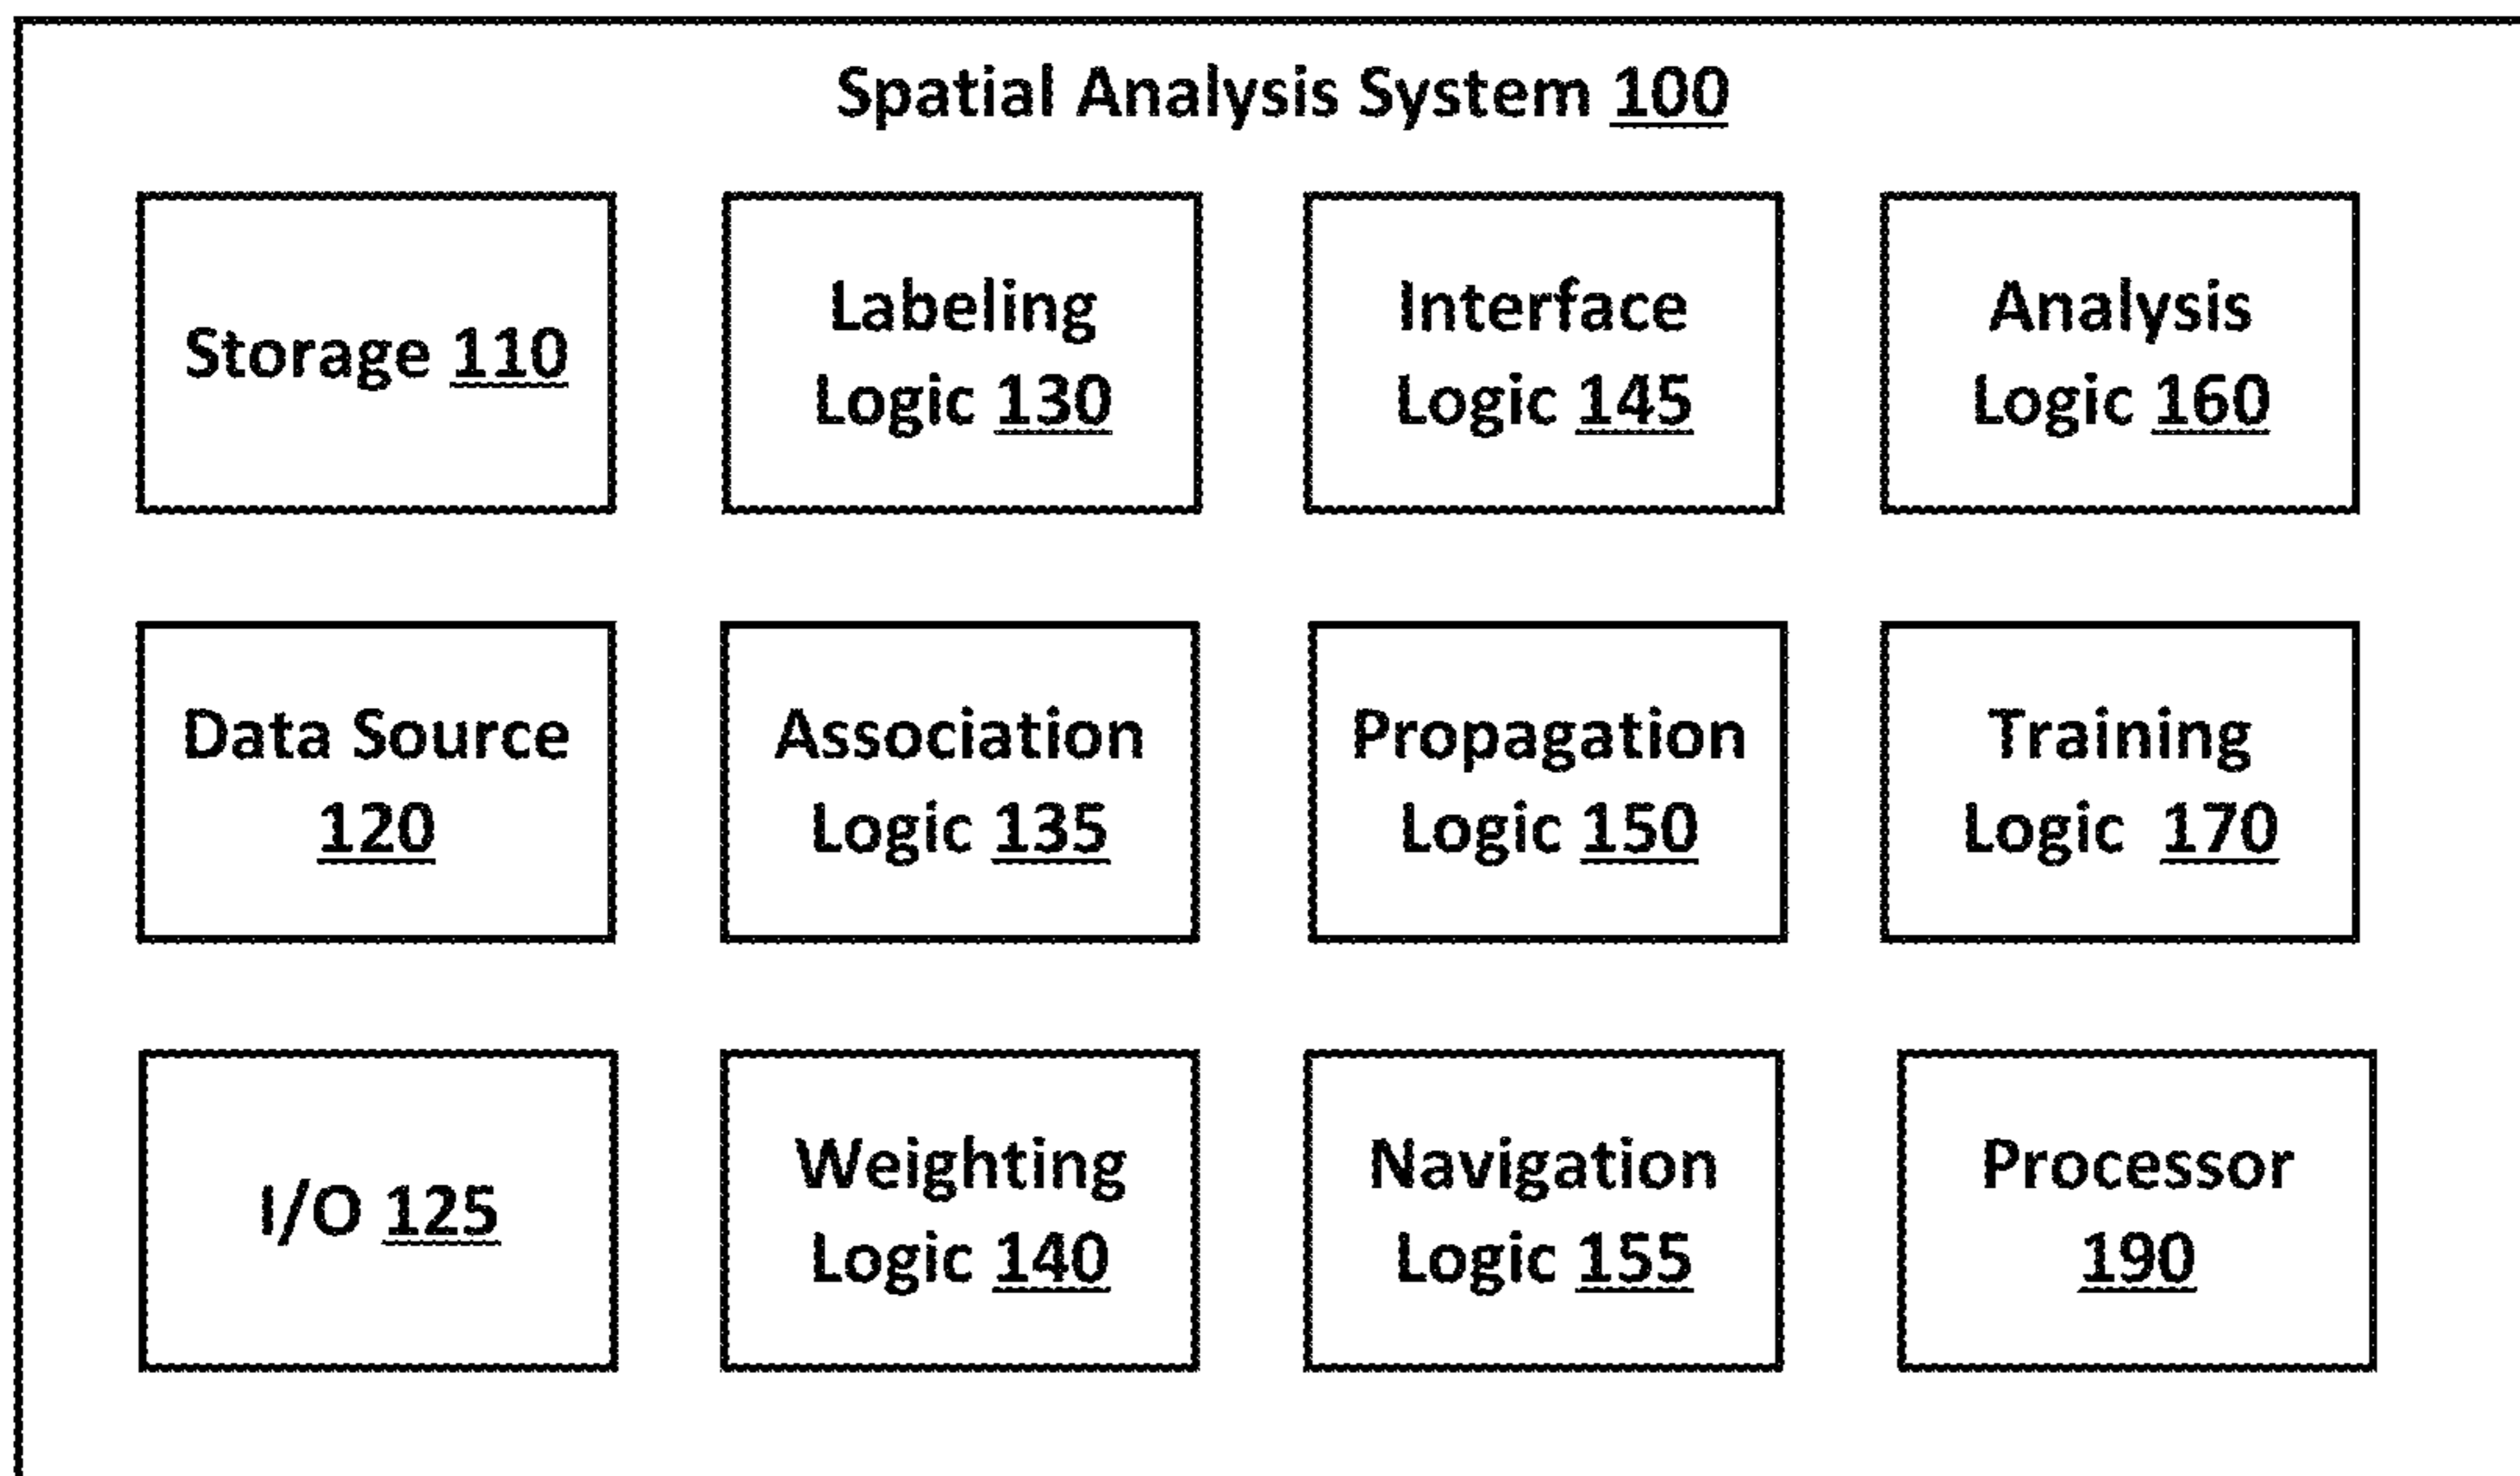 Spatial Analysis System 100
Storage 110
Labeling
Logic 130
Interface
Logic 145
Analysis
Logic 160
Data Source
120
Association
Logic 135
Propagation
Logic 150
Training
Logic 170
I/O 125
Weighting
Logic 140
Navigation
Logic 155
Processor
190